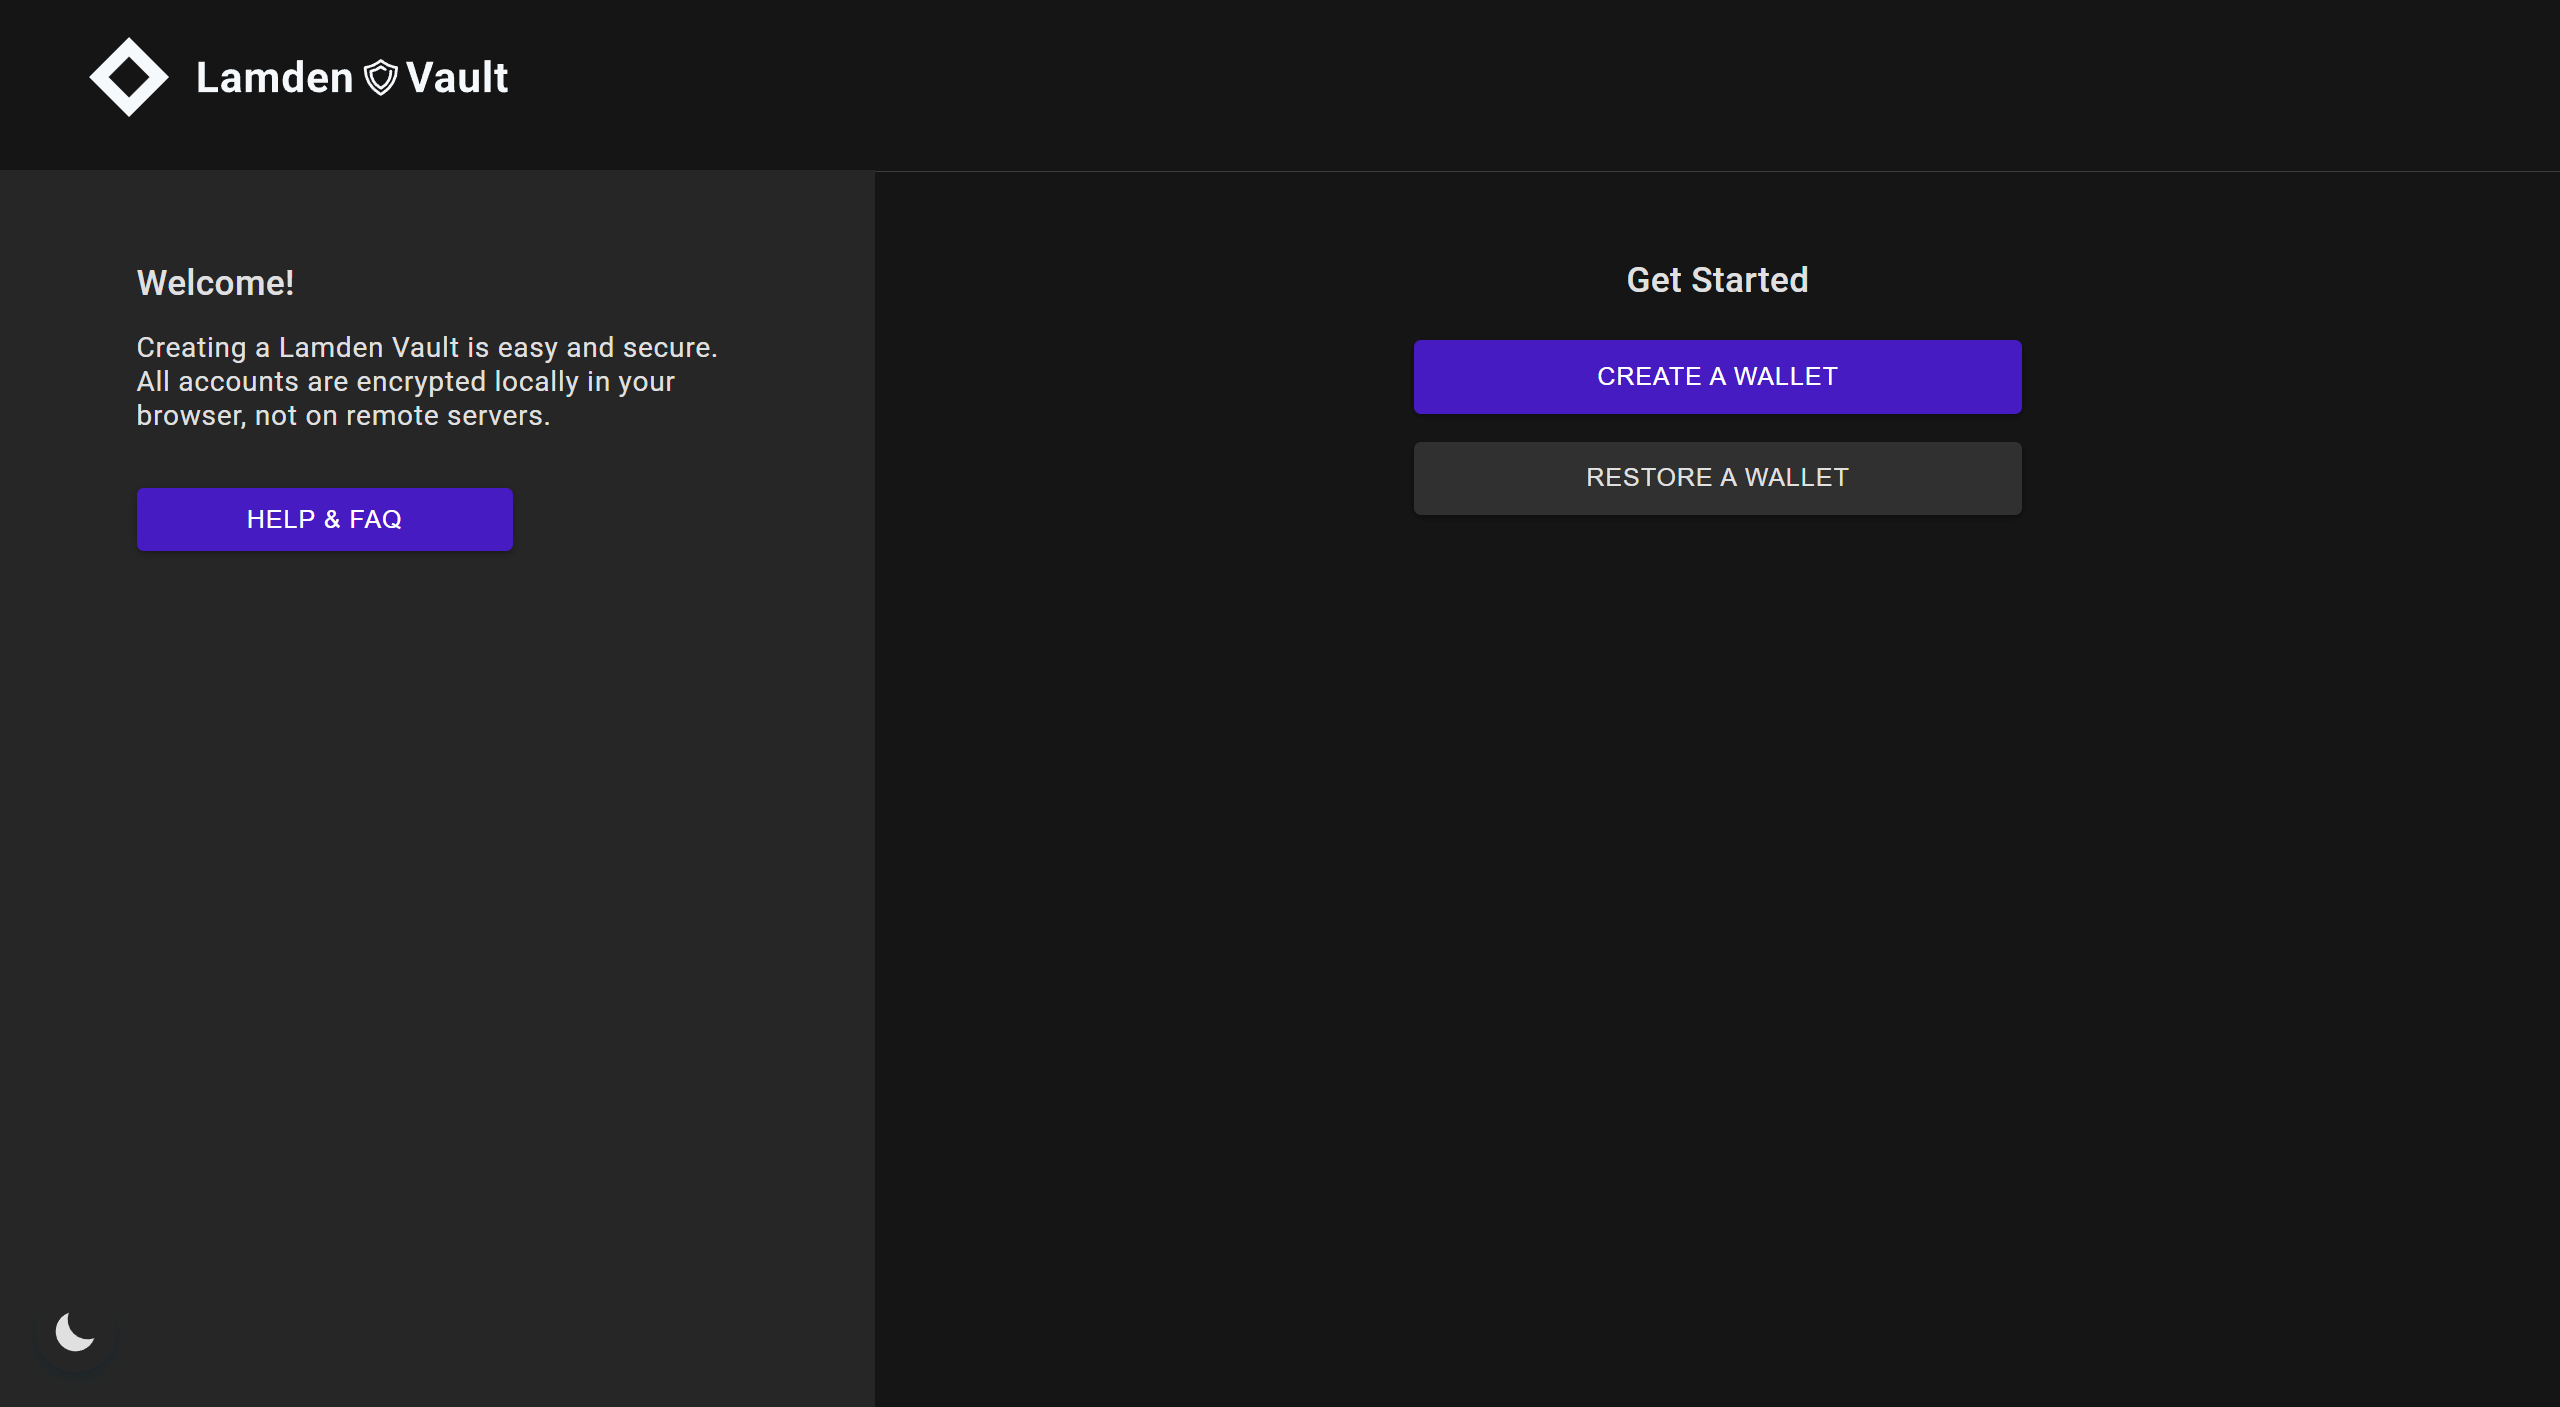 Lamden Vault
Welcome!
Creating a Lamden Vault is easy and secure.
All accounts are encrypted locally in your
browser, not on remote servers.
HELP & FAQ
Get Started
CREATE A WALLET
RESTORE A WALLET